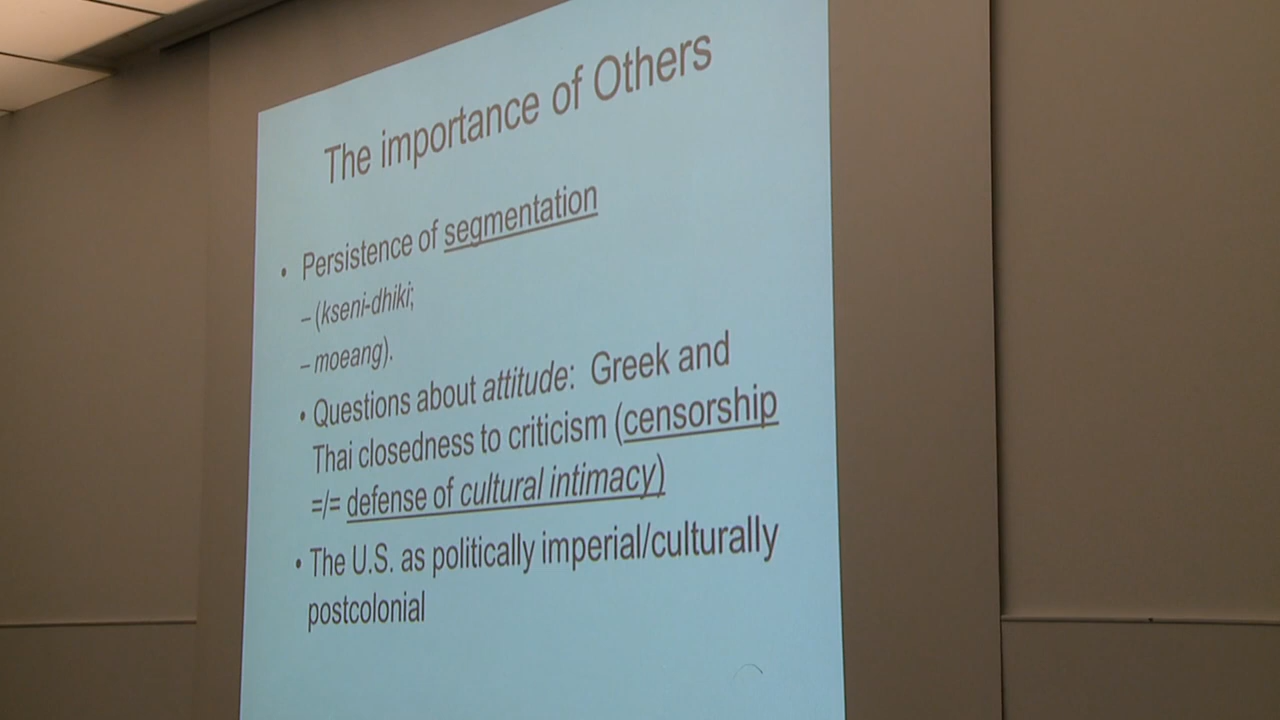 The importance of Others
• Persistence of segmentation
– (kseni-dhiki;
– moeang).
• Questions about attitude: Greek and
Thai closedness to criticism (censorship
=/= defense of cultural intimacy)
• The U.S. as politically imperial/culturally
postcolonial